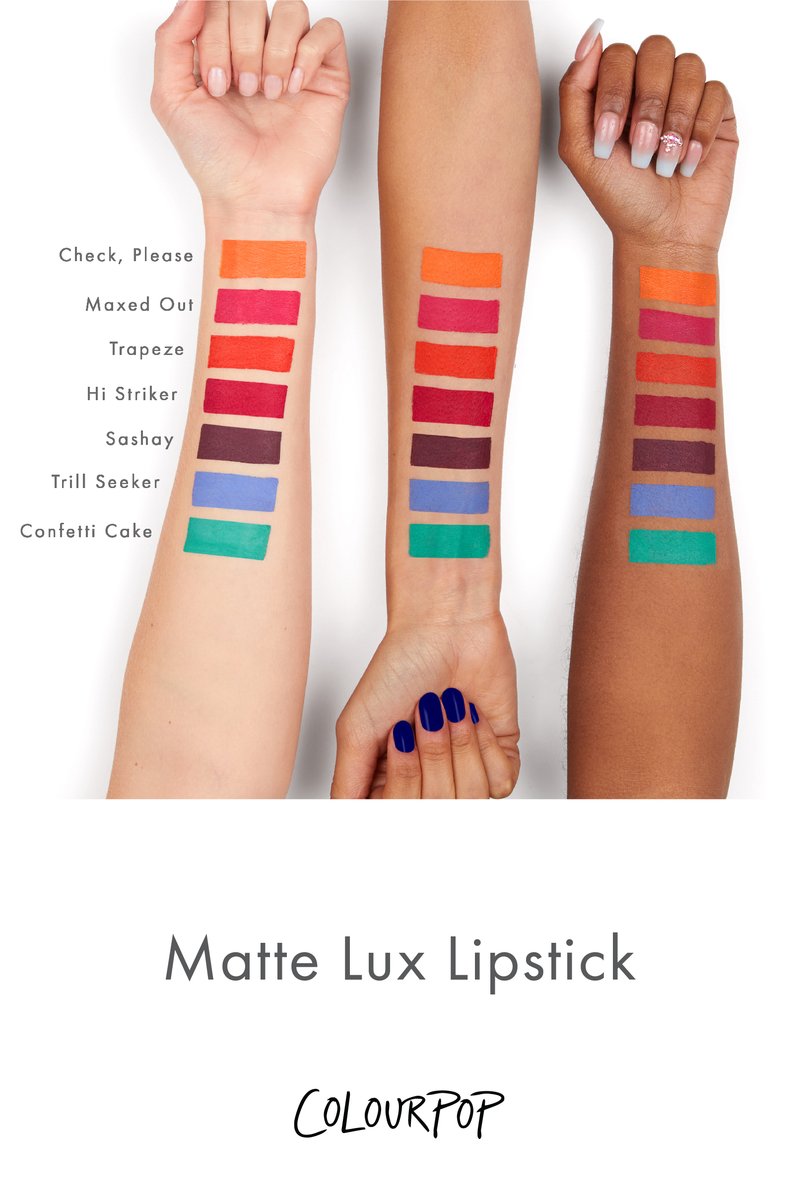 Check, Please
Maxed Out
Trapeze
Hi Striker
Sashay
Trill Seeker
Confetti Cake
Matte Lux Lipstick
COLOURPOP